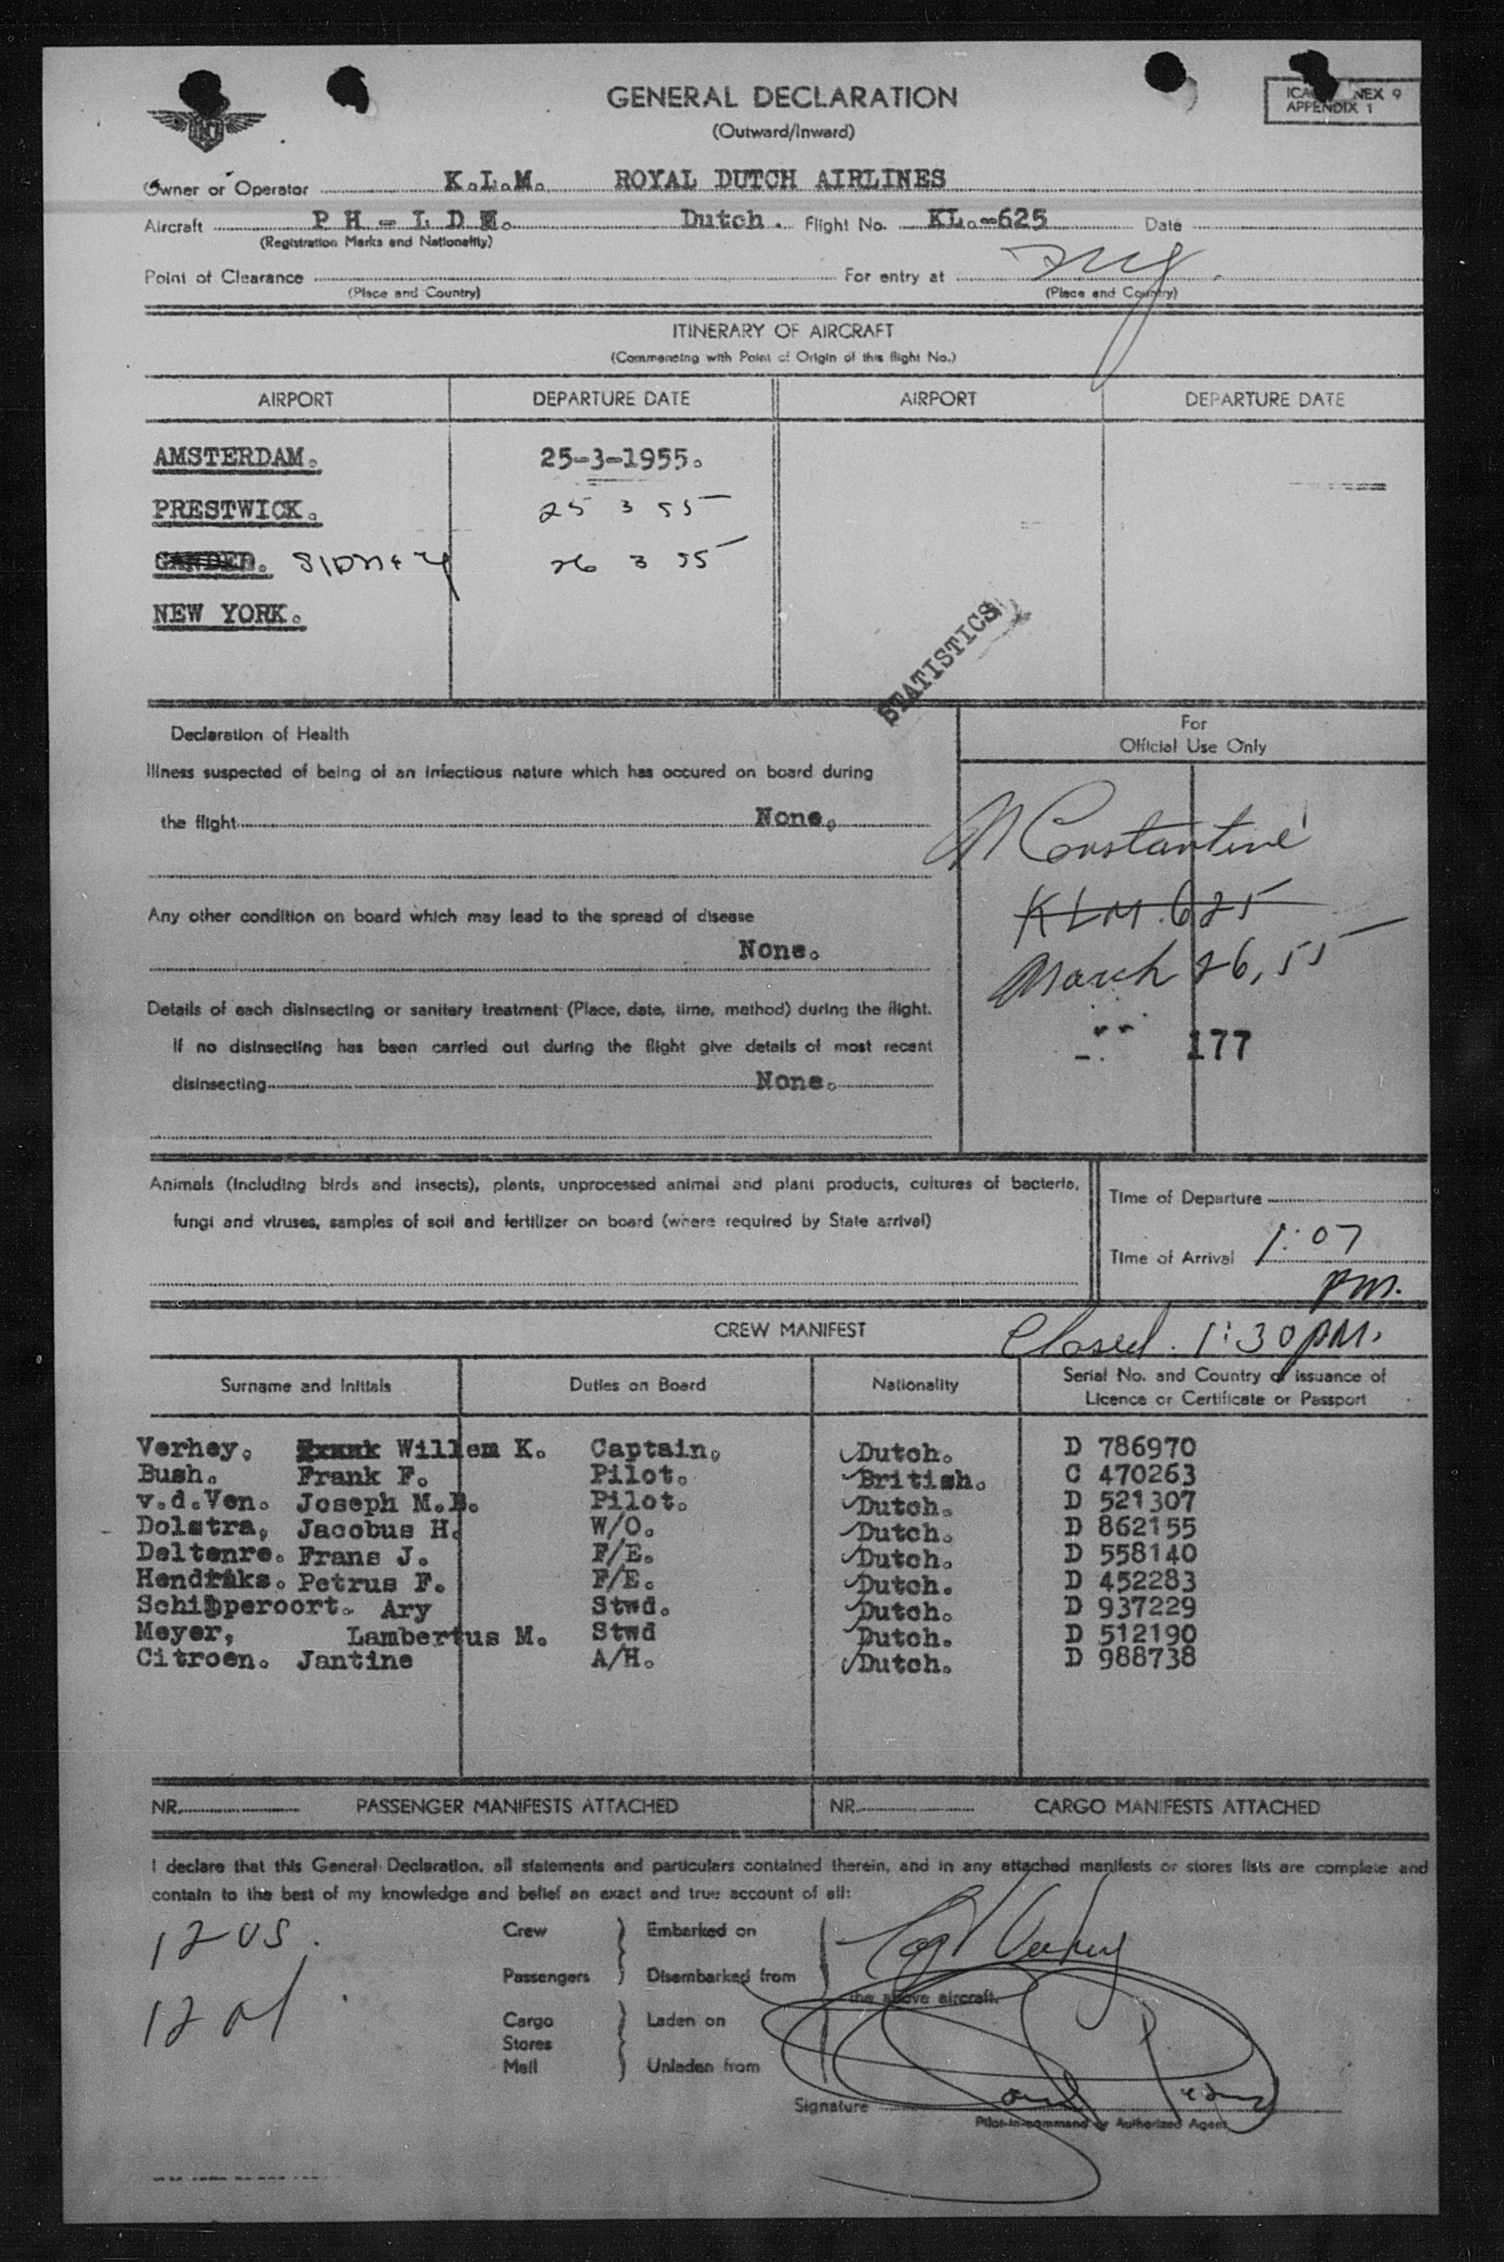 GENERAL DECLARATION
(Outward/Inward)
ICA NEX 9
APPENDIX 1
Owner or Operator K.L.M. ROYAL DUTCH AIRLINES
Aircraft P H - L D Dutch. Flight No. KL.-625 Date
(Registration Marks and Nationality)
Point of Clearance For entry at
(Place and Country) (Place and Country)
ITINERARY OF AIRCRAFT
(Commencing with Point of Origin of this flight No.)
AIRPORT DEPARTURE DATE AIRPORT DEPARTURE DATE
AMSTERDAM. 25-3-1955.
PRESTWICK. 25 3 55
GANDER. SIDNEY 26 3 55
NEW YORK.
STATISTICS
Declaration of Health
Illness suspected of being of an infectious nature which has occured on board during
the flight None.
Any other condition on board which may lead to the spread of disease
None.
Details of each disinsecting or sanitary treatment (Place, date, time, method) during the flight.
If no disinsecting has been carried out during the flight give details of most recent
disinsecting None.
For
Official Use Only
Constantine
KLM.625
March 26, 55
177
Animals (including birds and insects), plants, unprocessed animal and plant products, cultures of bacteria,
fungi and viruses, samples of soil and fertilizer on board (where required by State arrival)
Time of Departure
Time of Arrival 1:07
pm.
CREW MANIFEST Closed. 1:30 PM.
Surname and Initials Duties on Board Nationality Serial No. and Country of issuance of
Licence or Certificate or Passport
Verhey. Willem K. Captain. Dutch. D 786970
Bush. Frank F. Pilot. British. C 470263
v.d.Ven. Joseph M. Pilot. Dutch. D 521307
Dolstra, Jacobus H. W/O. Dutch. D 862155
Deltenre. Frans J. F/E. Dutch. D 558140
Hendriks. Petrus F. F/E. Dutch. D 452283
Schipperoort. Ary Stwd. Dutch. D 937229
Meyer, Lambertus M. Stwd Dutch. D 512190
Citroen. Jantine A/H. Dutch. D 988738
NR. PASSENGER MANIFESTS ATTACHED NR. CARGO MANIFESTS ATTACHED
I declare that this General Declaration, all statements and particulars contained therein, and in any attached manifests or stores lists are complete and
contain to the best of my knowledge and belief an exact and true account of all:
Crew Embarked on
Passengers Disembarked from
the above aircraft.
Cargo Laden on
Stores
Mail Unladen from
Signature
Pilot-in-command or Authorized Agent